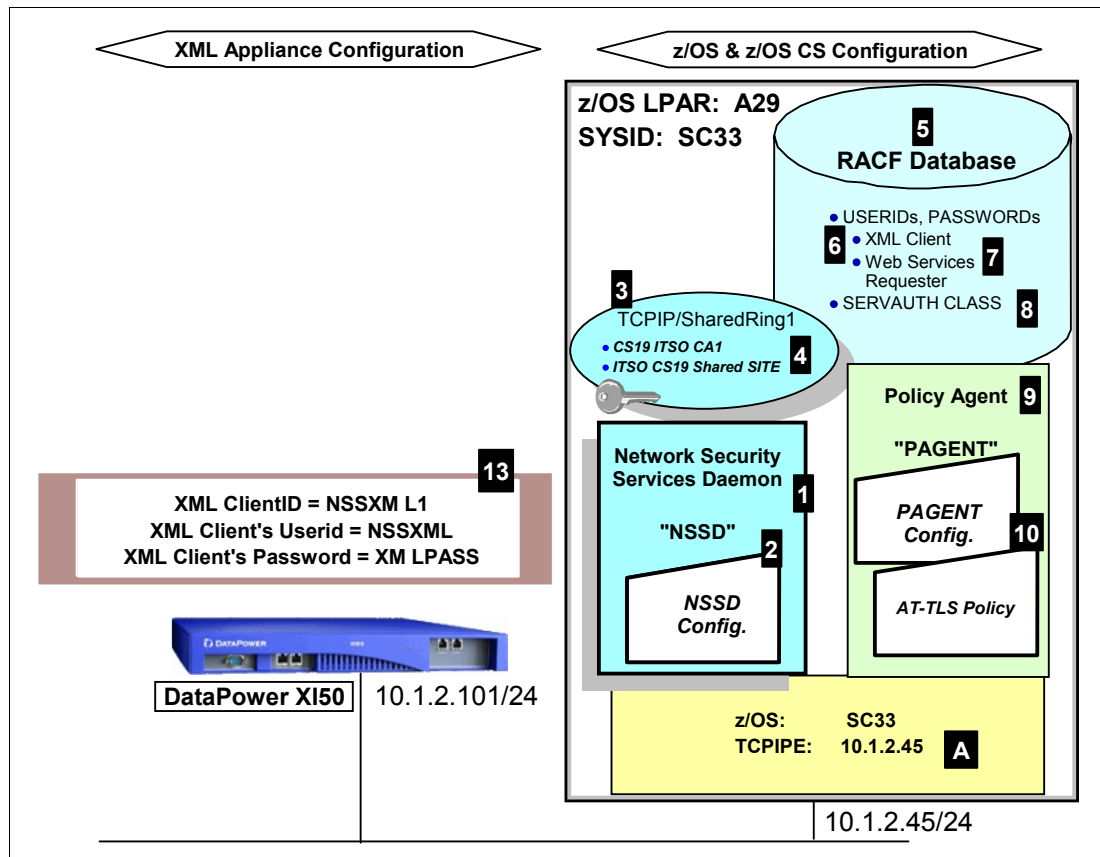 XML Appliance Configuration
z/OS & z/OS CS Configuration
z/OS LPAR: A29
SYSID: SC33
5
RACF Database
• USERIDs, PASSWORDs
6
• XML Client
• Web Services
Requester
7
• SERVAUTH CLASS
8
3
TCPIP/SharedRing1
• CS19 ITSO CA1
• ITSO CS19 Shared SITE
4
Policy Agent
9
"PAGENT"
PAGENT
Config.
10
AT-TLS Policy
Network Security
Services Daemon
1
"NSSD"
2
NSSD
Config.
13
XML ClientID = NSSXM L1
XML Client's Userid = NSSXML
XML Client's Password = XM LPASS
DATAPOWER
XI50
DataPower XI50
10.1.2.101/24
z/OS: SC33
TCPIPE: 10.1.2.45
A
10.1.2.45/24